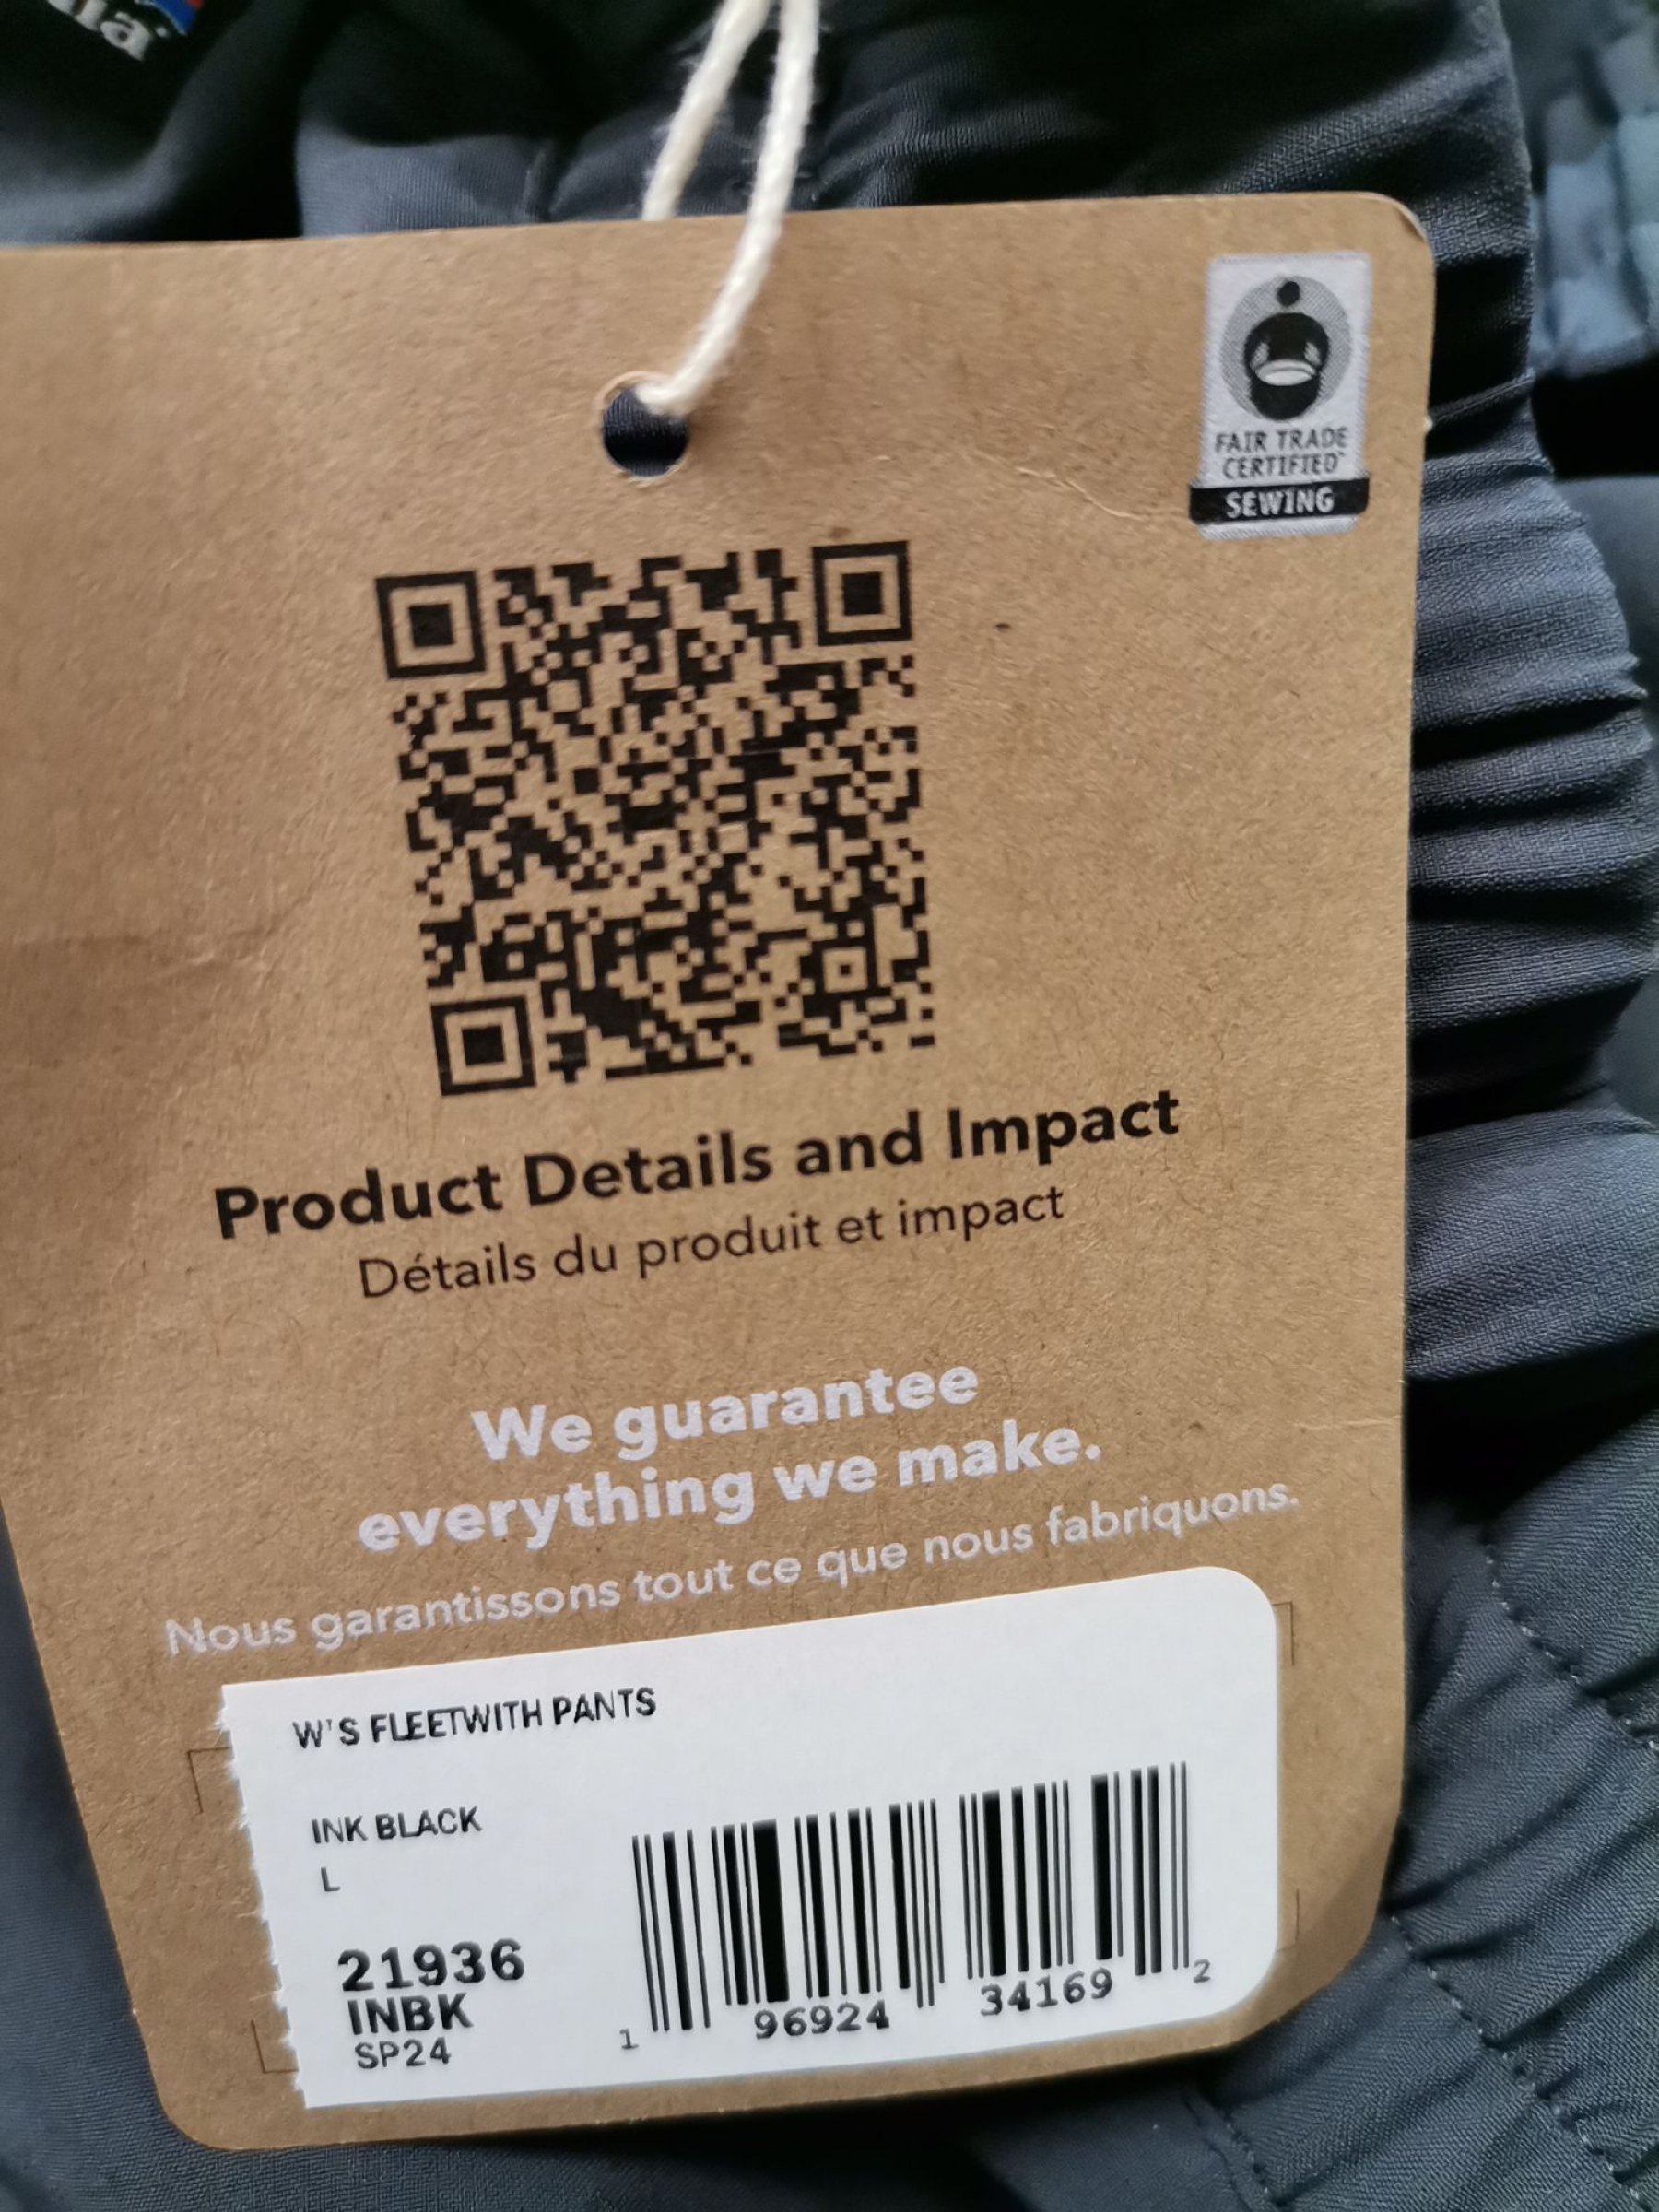 FAIR TRADE
CERTIFIED
SEWING
Product Details and Impact
Détails du produit et impact
We guarantee
everything we make.
Nous garantissons tout ce que nous fabriquons.
W'S FLEETWITH PANTS
INK BLACK
L
21936
INBK
SP24
1 96924 34169 2